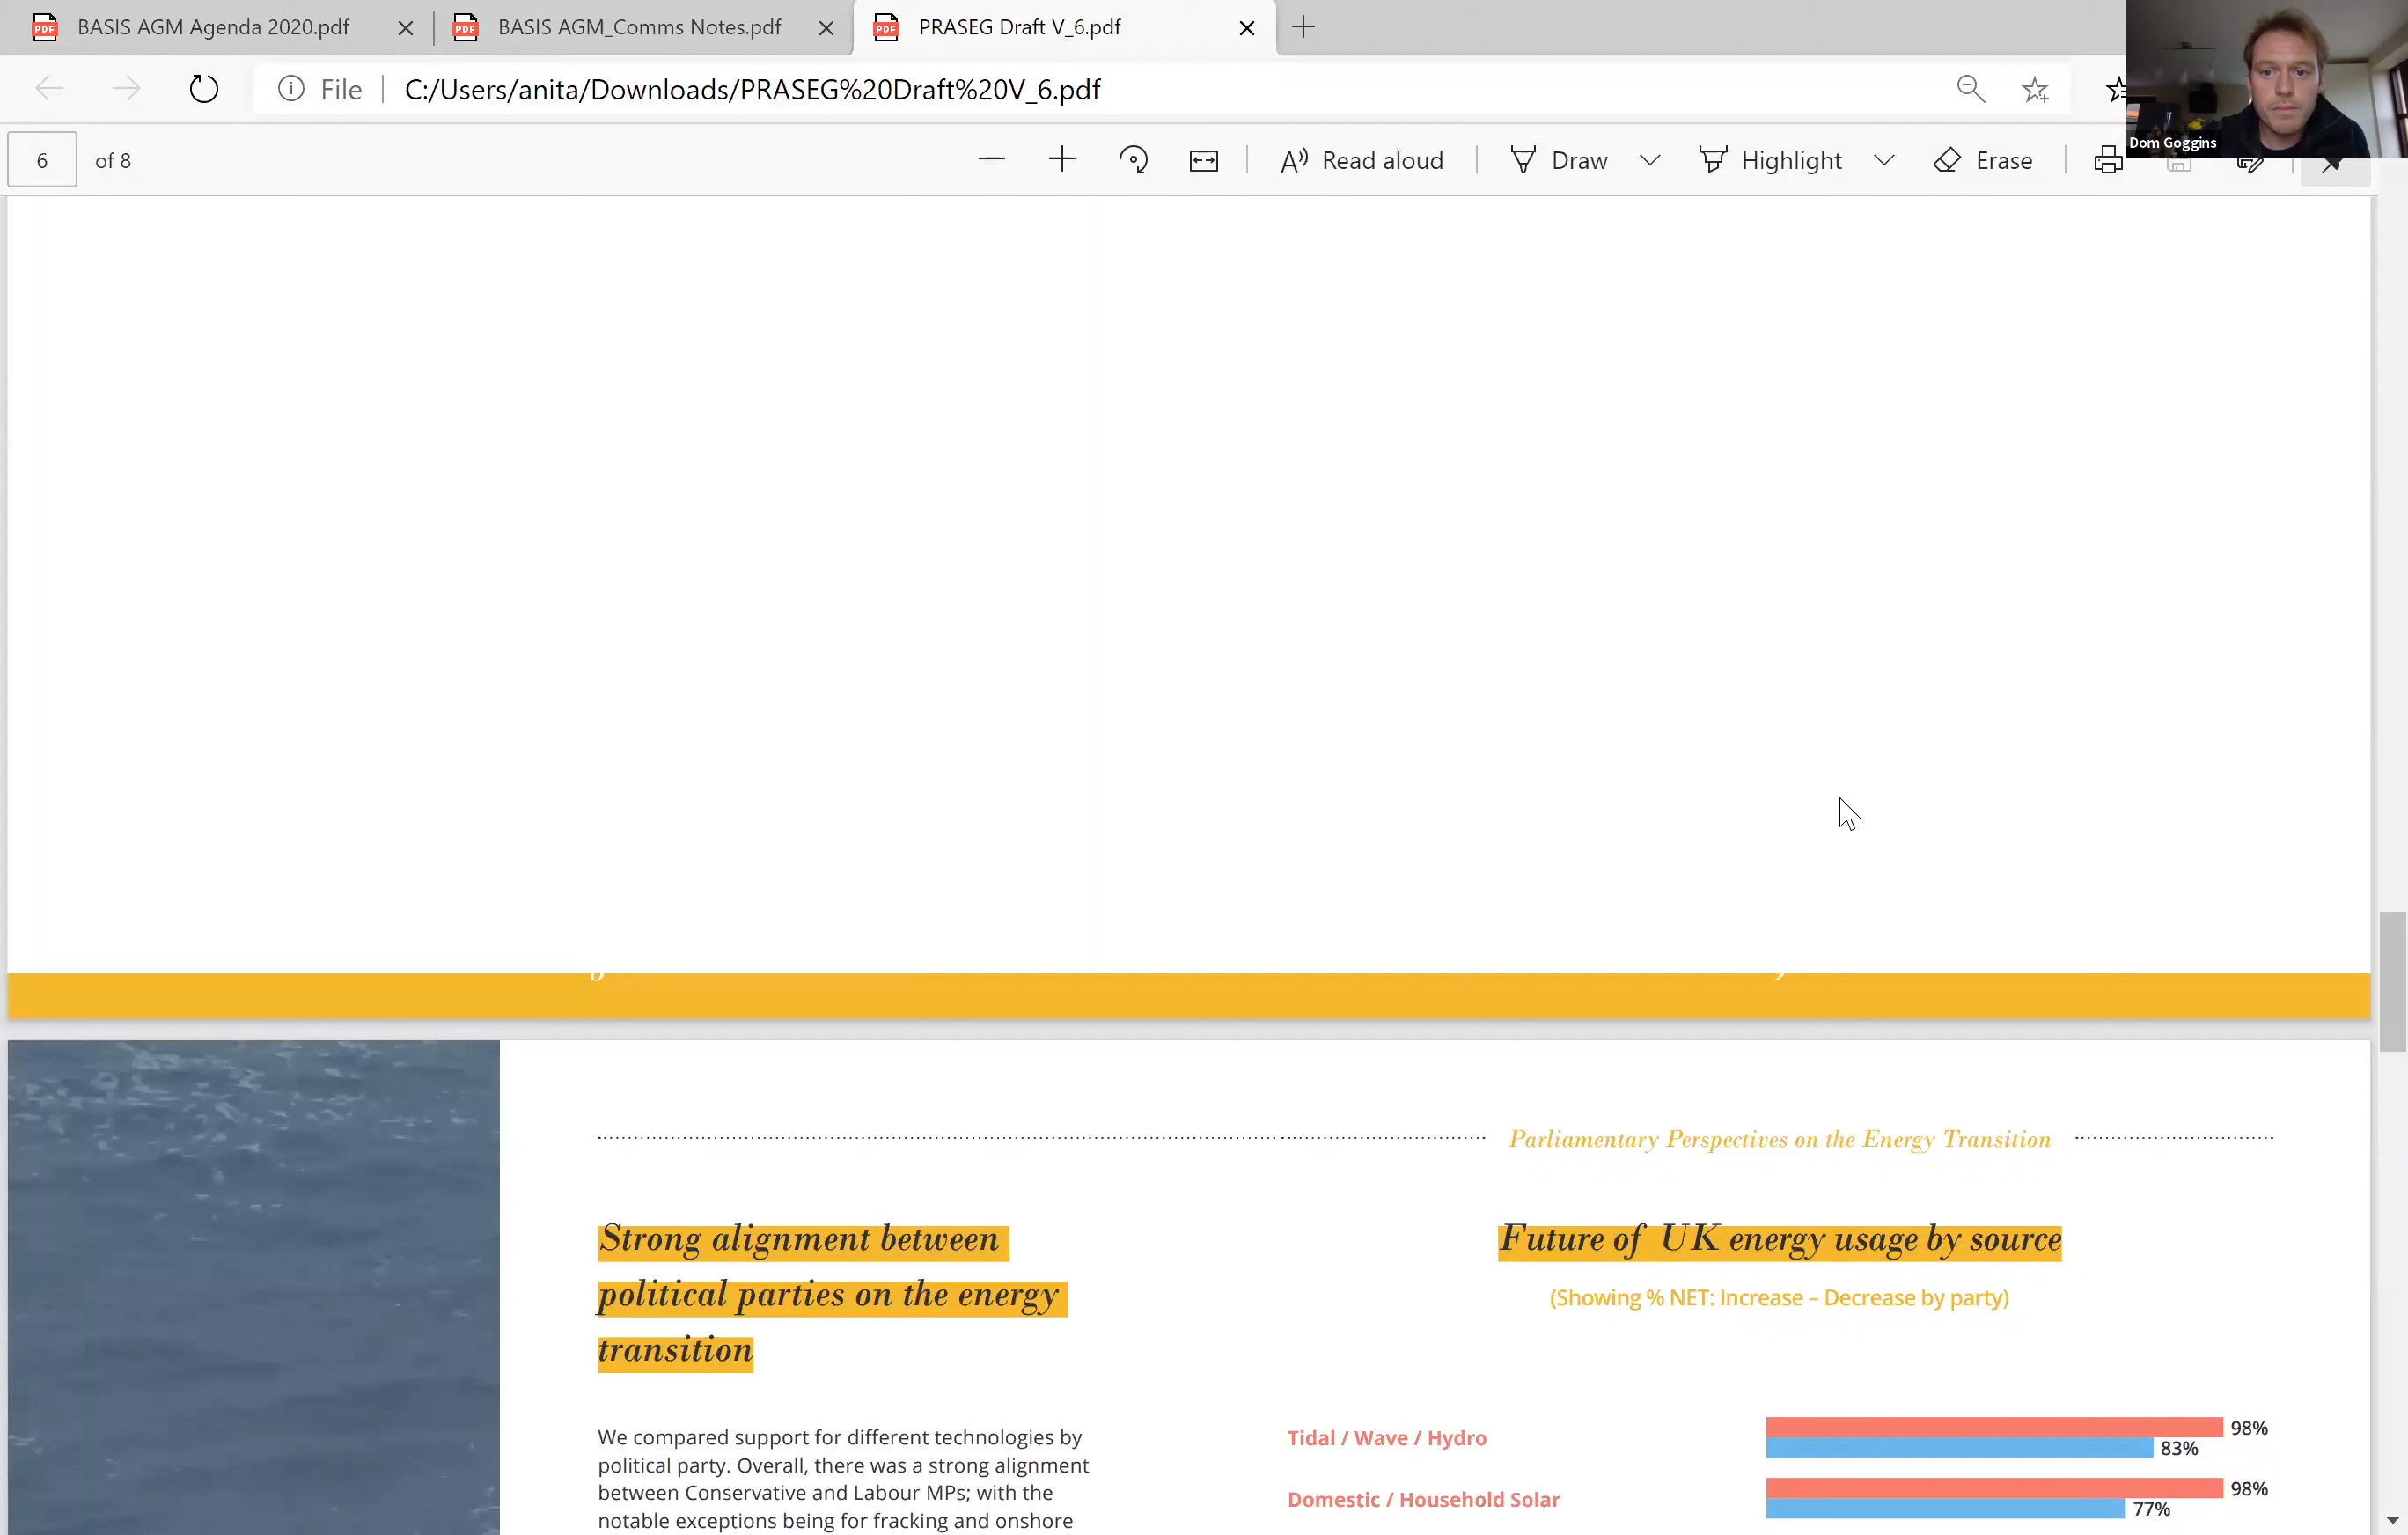 BASIS AGM Agenda 2020.pdf
BASIS AGM_Comms Notes.pdf
PRASEG Draft V_6.pdf
File
C:/Users/anita/Downloads/PRASEG%20Draft%20V_6.pdf
6 of 8
Read aloud
Draw
Highlight
Erase
Dom Goggins
Parliamentary Perspectives on the Energy Transition
Strong alignment between
political parties on the energy
transition
We compared support for different technologies by
political party. Overall, there was a strong alignment
between Conservative and Labour MPs; with the
notable exceptions being for fracking and onshore
Future of UK energy usage by source
(Showing % NET: Increase – Decrease by party)
Tidal / Wave / Hydro
98%
83%
Domestic / Household Solar
98%
77%